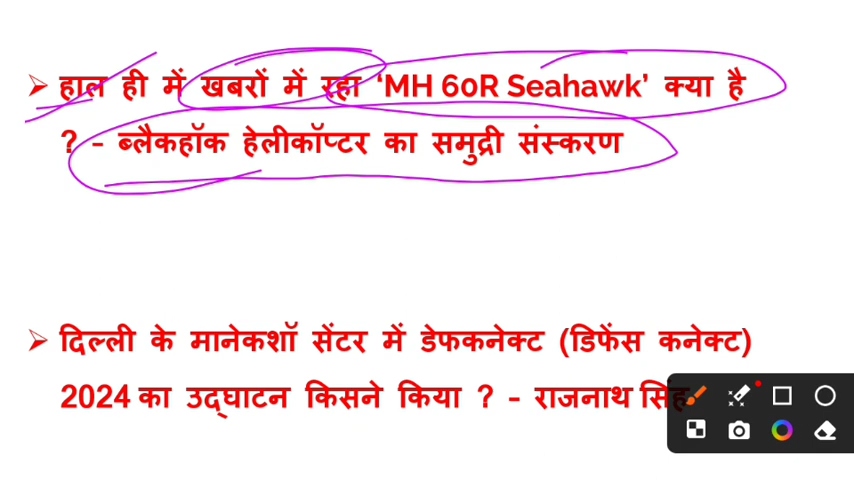 ➢ हाल ही में खबरों में रहा ‘MH 60R Seahawk’ क्या है
? - ब्लैकहॉक हेलीकॉप्टर का समुद्री संस्करण
➢ दिल्ली के मानेकशॉ सेंटर में डेफकनेक्ट (डिफेंस कनेक्ट)
2024 का उद्घाटन किसने किया ? - राजनाथ सिंह